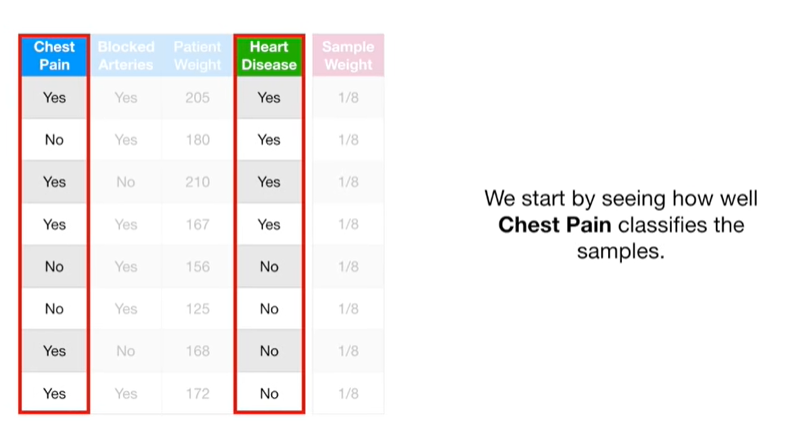 Chest Pain Blocked Arteries Patient Weight Heart Disease Sample Weight
Yes Yes 205 Yes 1/8
No Yes 180 Yes 1/8
Yes No 210 Yes 1/8
Yes Yes 167 Yes 1/8
No Yes 156 No 1/8
No Yes 125 No 1/8
Yes No 168 No 1/8
Yes Yes 172 No 1/8
We start by seeing how well
Chest Pain classifies the
samples.